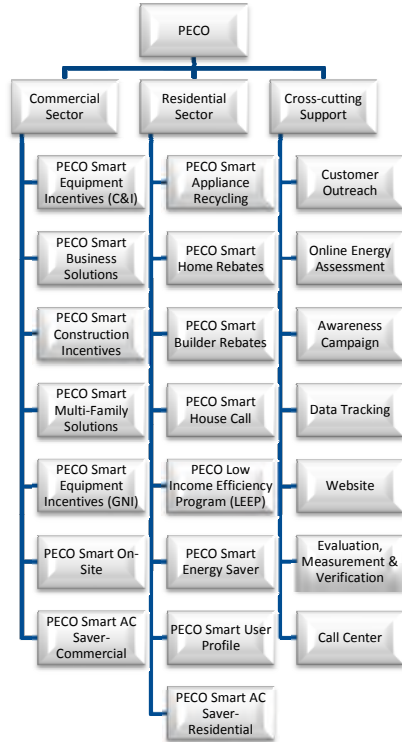 PECO
Commercial
Sector
Residential
Sector
Cross-cutting
Support
PECO Smart
Equipment
Incentives (C&I)
PECO Smart
Business
Solutions
PECO Smart
Construction
Incentives
PECO Smart
Multi-Family
Solutions
PECO Smart
Equipment
Incentives (GNI)
PECO Smart On-
Site
PECO Smart AC
Saver-
Commercial
PECO Smart
Appliance
Recycling
PECO Smart
Home Rebates
PECO Smart
Builder Rebates
PECO Smart
House Call
PECO Low
Income Efficiency
Program (LEEP)
PECO Smart
Energy Saver
PECO Smart User
Profile
PECO Smart AC
Saver-
Residential
Customer
Outreach
Online Energy
Assessment
Awareness
Campaign
Data Tracking
Website
Evaluation,
Measurement &
Verification
Call Center